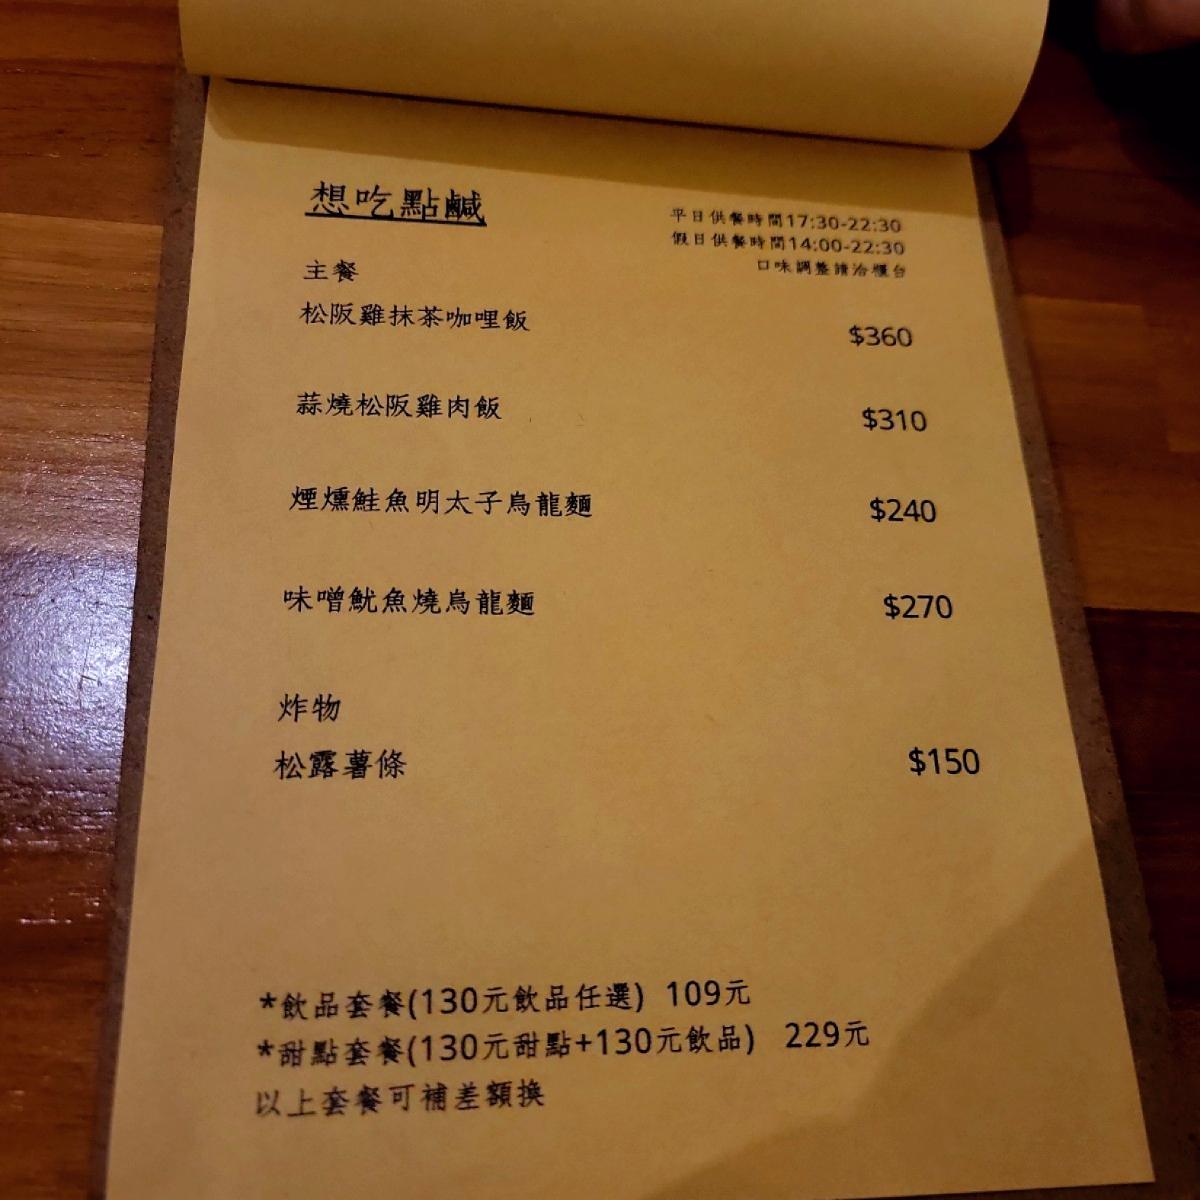 想吃點鹹
平日供餐時間17:30-22:30
假日供餐時間14:00-22:30
口味調整請洽櫃台
主餐
松阪雞抹茶咖哩飯 $360
蒜燒松阪雞肉飯 $310
煙燻鮭魚明太子烏龍麵 $240
味噌魷魚燒烏龍麵 $270
炸物
松露薯條 $150
*飲品套餐(130元飲品任選) 109元
*甜點套餐(130元甜點+130元飲品) 229元
以上套餐可補差額換